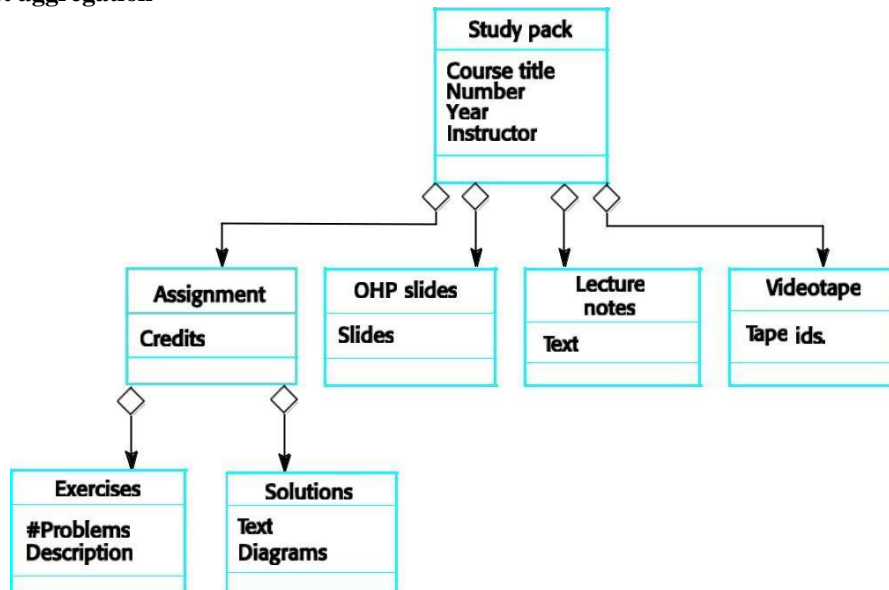 aggregation
Study pack
Course title
Number
Year
Instructor
Assignment
Credits
OHP slides
Slides
Lecture
notes
Text
Videotape
Tape ids.
Exercises
#Problems
Description
Solutions
Text
Diagrams